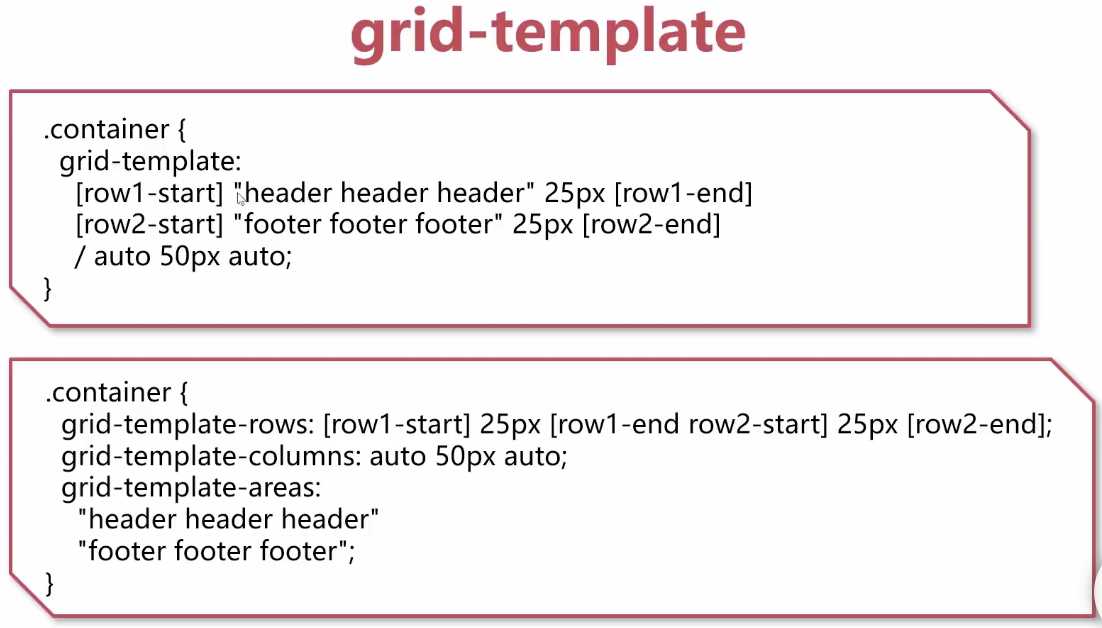 grid-template
.container {
grid-template:
[row1-start] "header header header" 25px [row1-end]
[row2-start] "footer footer footer" 25px [row2-end]
/ auto 50px auto;
}
.container {
grid-template-rows: [row1-start] 25px [row1-end row2-start] 25px [row2-end];
grid-template-columns: auto 50px auto;
grid-template-areas:
"header header header"
"footer footer footer";
}